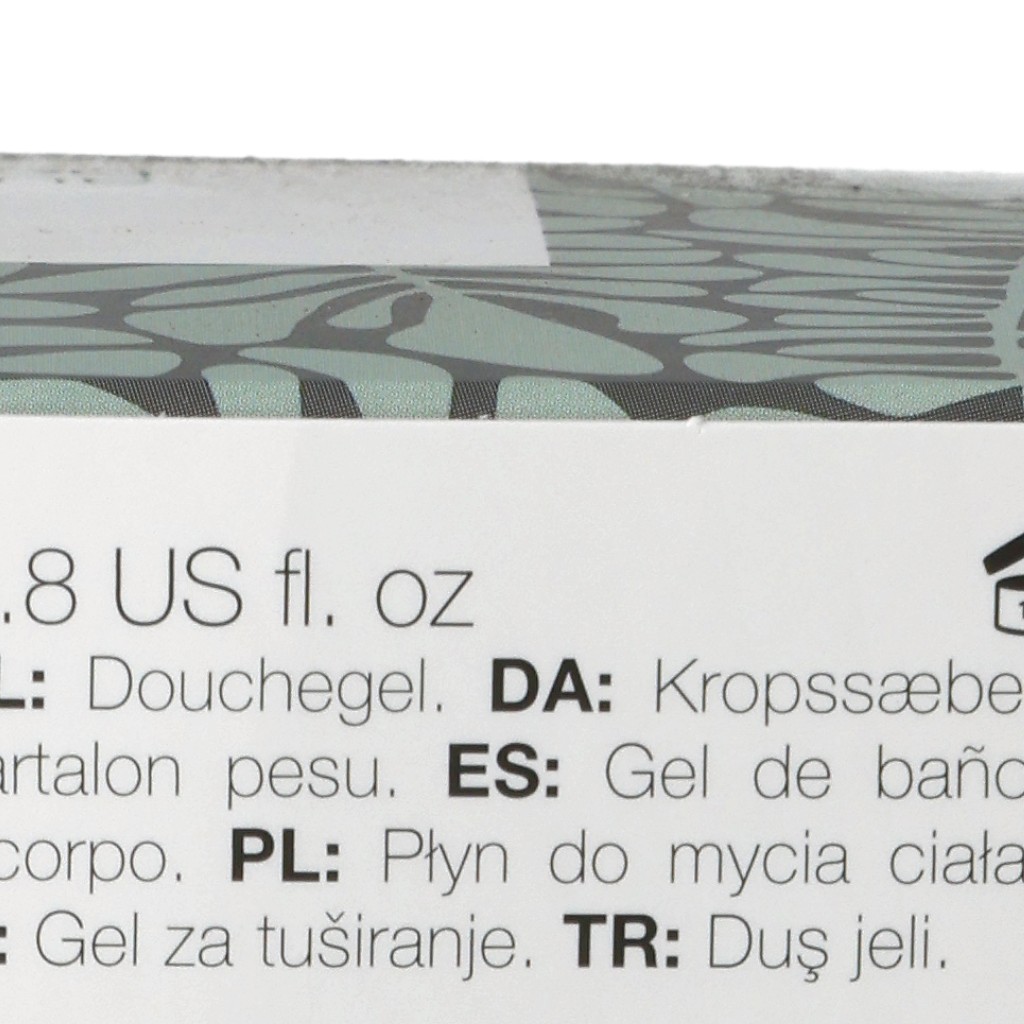 .8 US fl. oz
L: Douchegel. DA: Kropssæbe
artalon pesu. ES: Gel de baño
corpo. PL: Płyn do mycia ciała
: Gel za tuširanje. TR: Duş jeli.